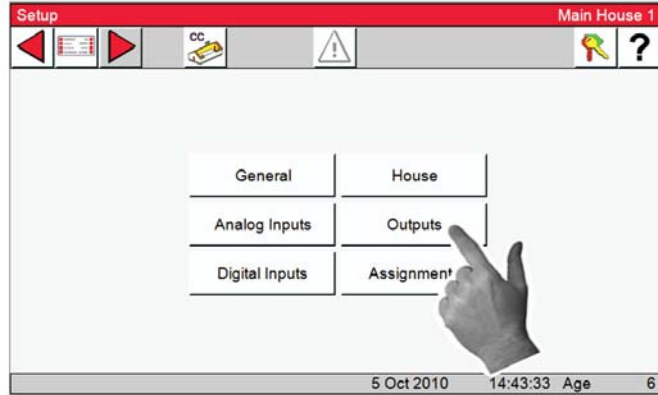 Setup Main House 1
CC
?
General House
Analog Inputs Outputs
Digital Inputs Assignment
5 Oct 2010 14:43:33 Age 6